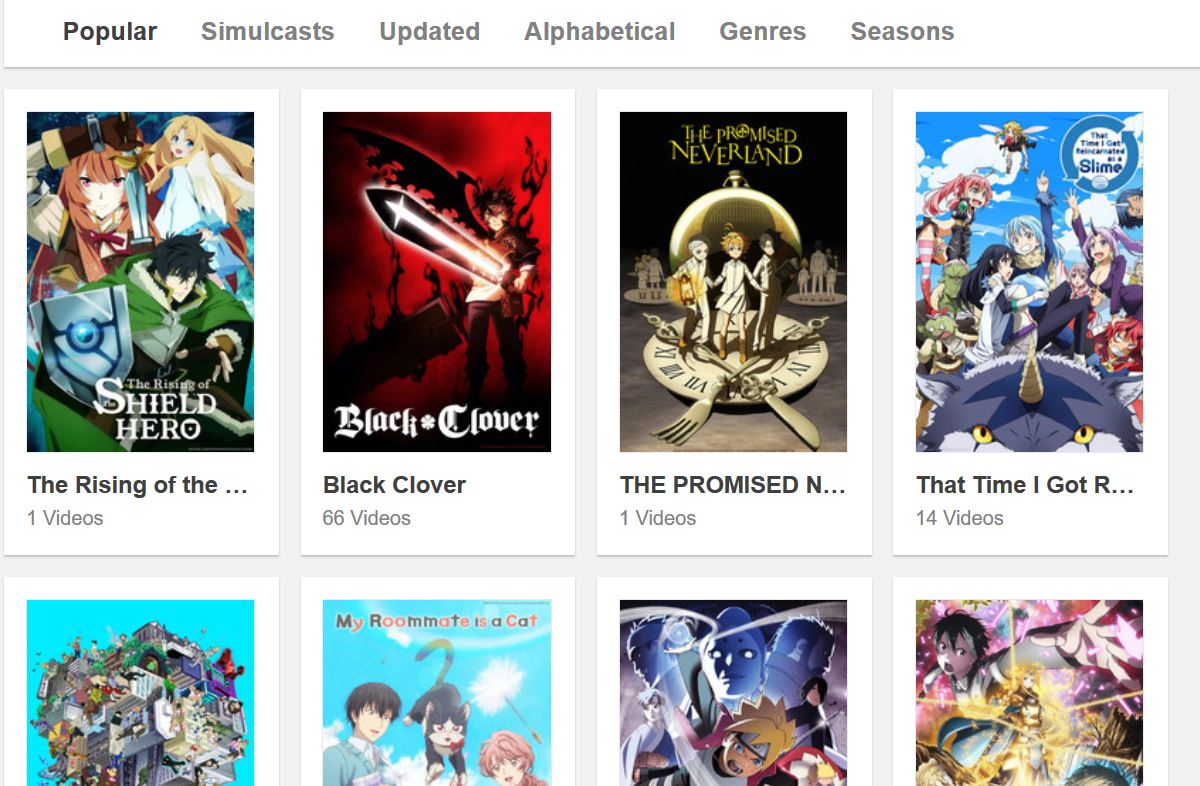 Popular Simulcasts Updated Alphabetical Genres Seasons
The Rising of
The SHIELD
HERO
Black Clover
THE PROMISED
NEVERLAND
That
Time I Got
Reincarnated
as a
Slime
The Rising of the ...
1 Videos
Black Clover
66 Videos
THE PROMISED N...
1 Videos
That Time I Got R...
14 Videos
My Roommate is a Cat